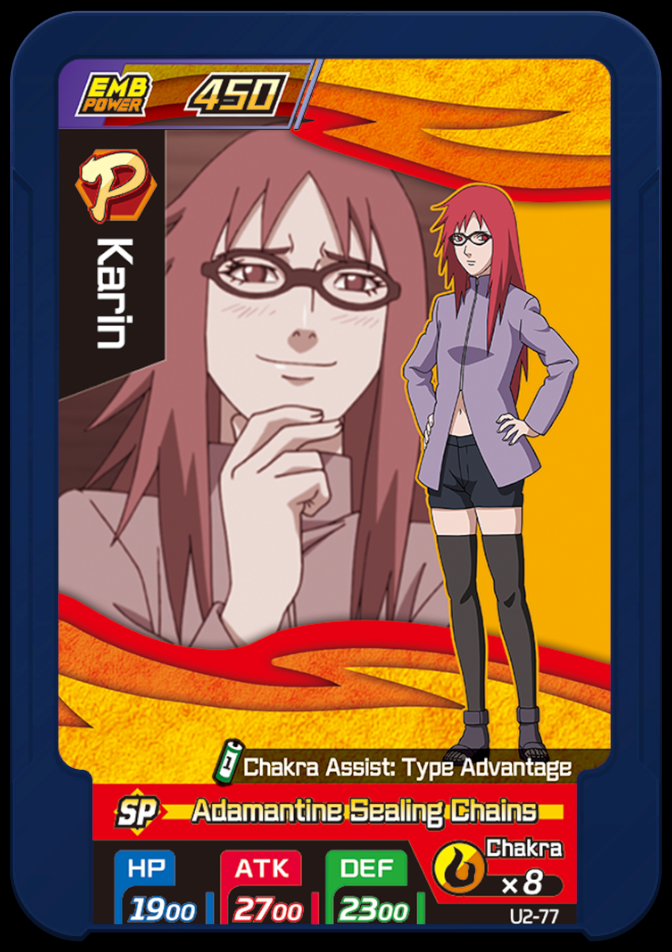 EMB
POWER
450
P
Karin
1 Chakra Assist: Type Advantage
SP Adamantine Sealing Chains
HP
1900
ATK
2700
DEF
2300
Chakra
×8
U2-77